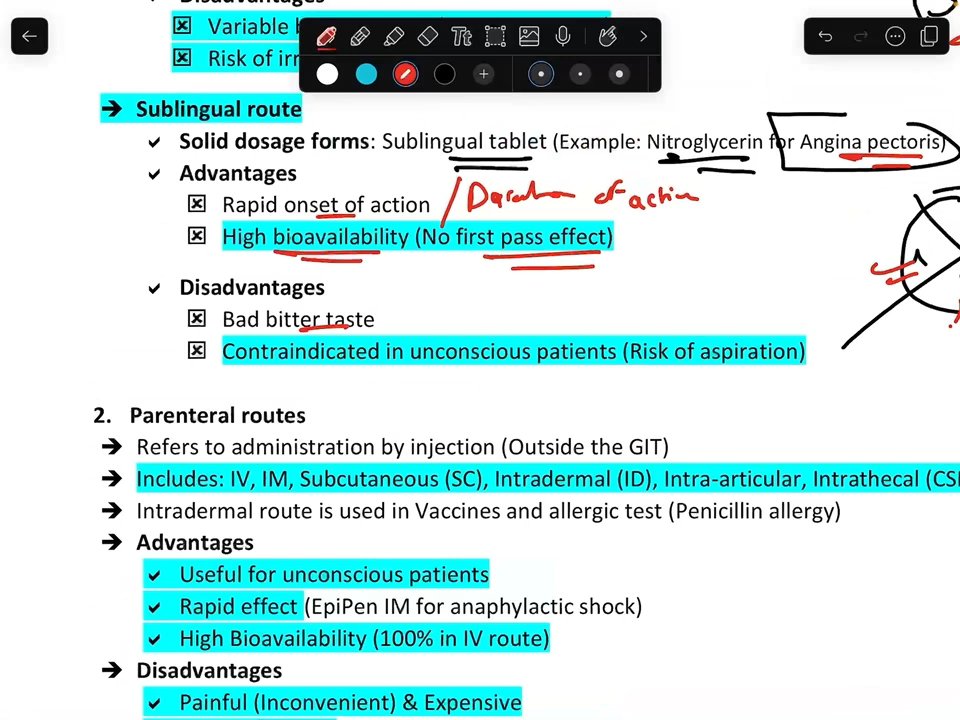 Disadvantages
Variable
Risk of irr
Tt
→ Sublingual route
Solid dosage forms: Sublingual tablet (Example: Nitroglycerin for Angina pectoris)
Advantages
Rapid onset of action / Duration of action
High bioavailability (No first pass effect)
Disadvantages
Bad bitter taste
Contraindicated in unconscious patients (Risk of aspiration)
2. Parenteral routes
→ Refers to administration by injection (Outside the GIT)
→ Includes: IV, IM, Subcutaneous (SC), Intradermal (ID), Intra-articular, Intrathecal (CSF
→ Intradermal route is used in Vaccines and allergic test (Penicillin allergy)
→ Advantages
Useful for unconscious patients
Rapid effect (EpiPen IM for anaphylactic shock)
High Bioavailability (100% in IV route)
→ Disadvantages
Painful (Inconvenient) & Expensive